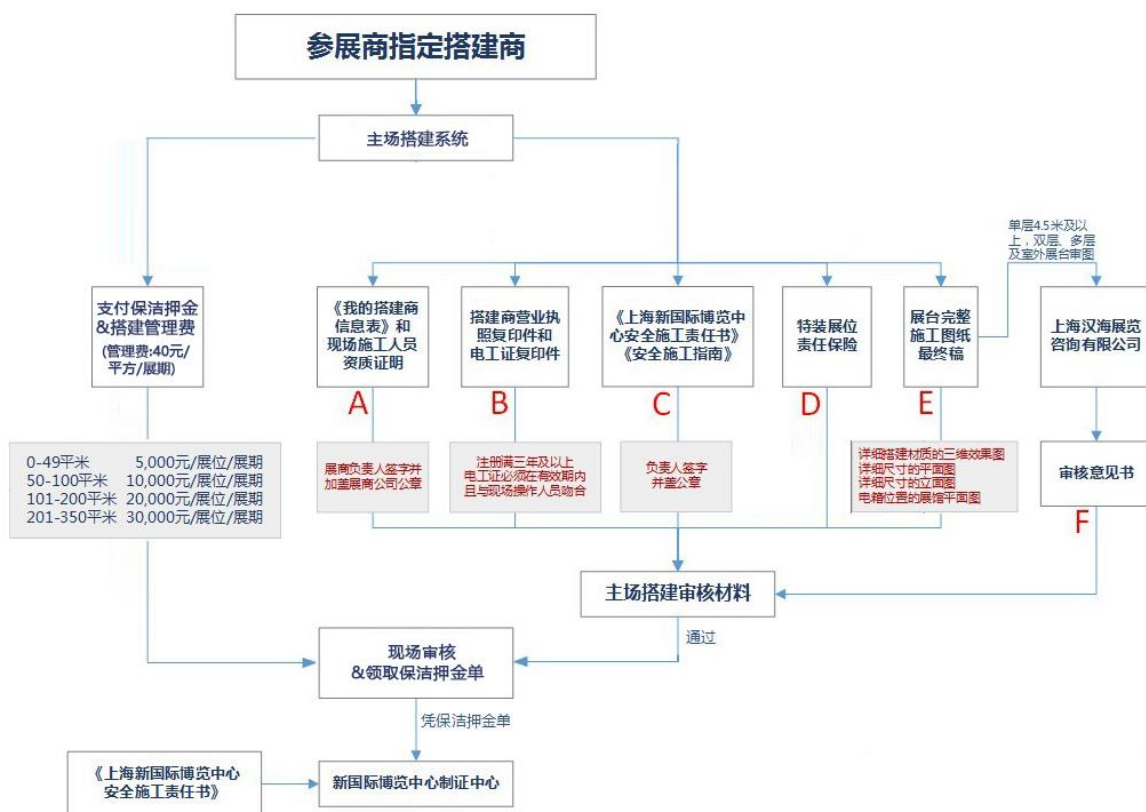 参展商指定搭建商
主场搭建系统
单层4.5米及以
上，双层、多层
及室外展台审图
支付保洁押金
&搭建管理费
(管理费:40元/
平方/展期)
《我的搭建商
信息表》和
现场施工人员
资质证明
搭建商营业执
照复印件和
电工证复印件
《上海新国际博览中
心安全施工责任书》
《安全施工指南》
特装展位
责任保险
展台完整
施工图纸
最终稿
上海汉海展览
咨询有限公司
A
B
C
D
E
0-49平米 5,000元/展位/展期
50-100平米 10,000元/展位/展期
101-200平米 20,000元/展位/展期
201-350平米 30,000元/展位/展期
展商负责人签字并
加盖展商公司公章
注册满三年及以上
电工证必须在有效期内
且与现场操作人员吻合
负责人签字
并盖公章
详细搭建材质的三维效果图
详细尺寸的平面图
详细尺寸的立面图
电箱位置的展馆平面图
审核意见书
F
主场搭建审核材料
通过
现场审核
&领取保洁押金单
凭保洁押金单
《上海新国际博览中心
安全施工责任书》
新国际博览中心制证中心